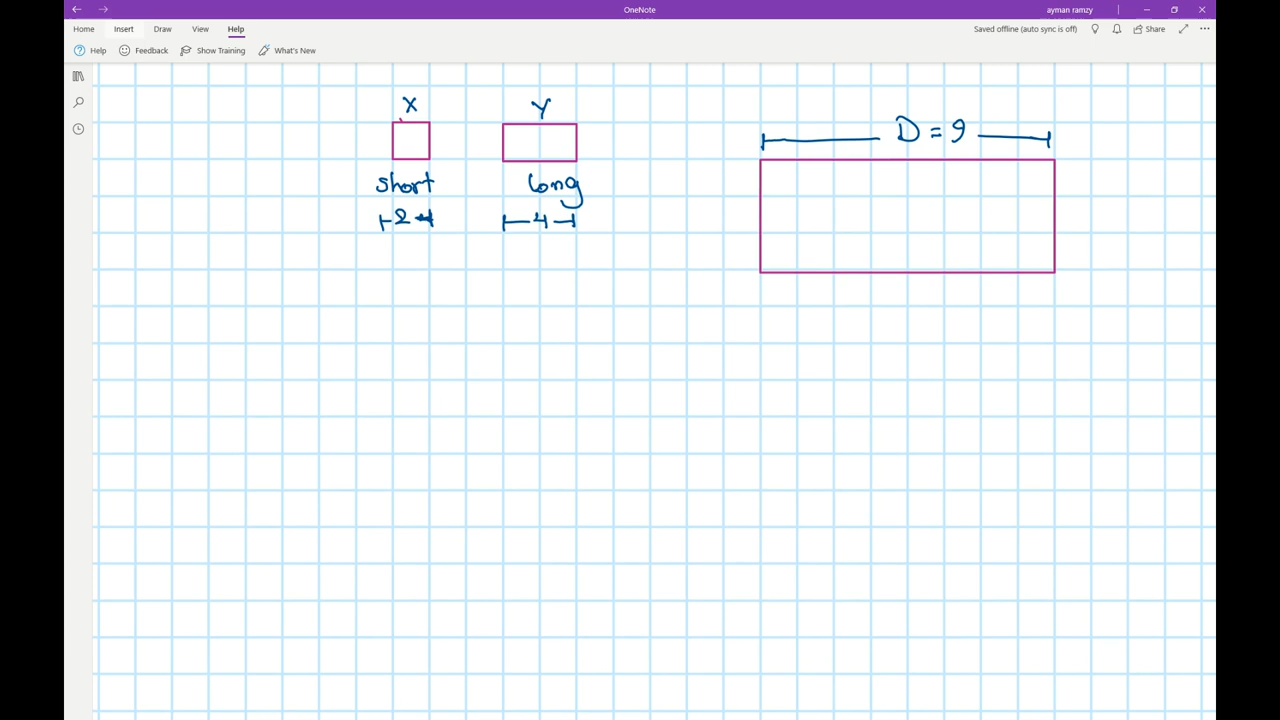 OneNote
ayman ramzy
Home Insert Draw View Help
Saved offline (auto sync is off)
Share
Help Feedback Show Training What's New
X
Y
D = 9
short
long
2
4